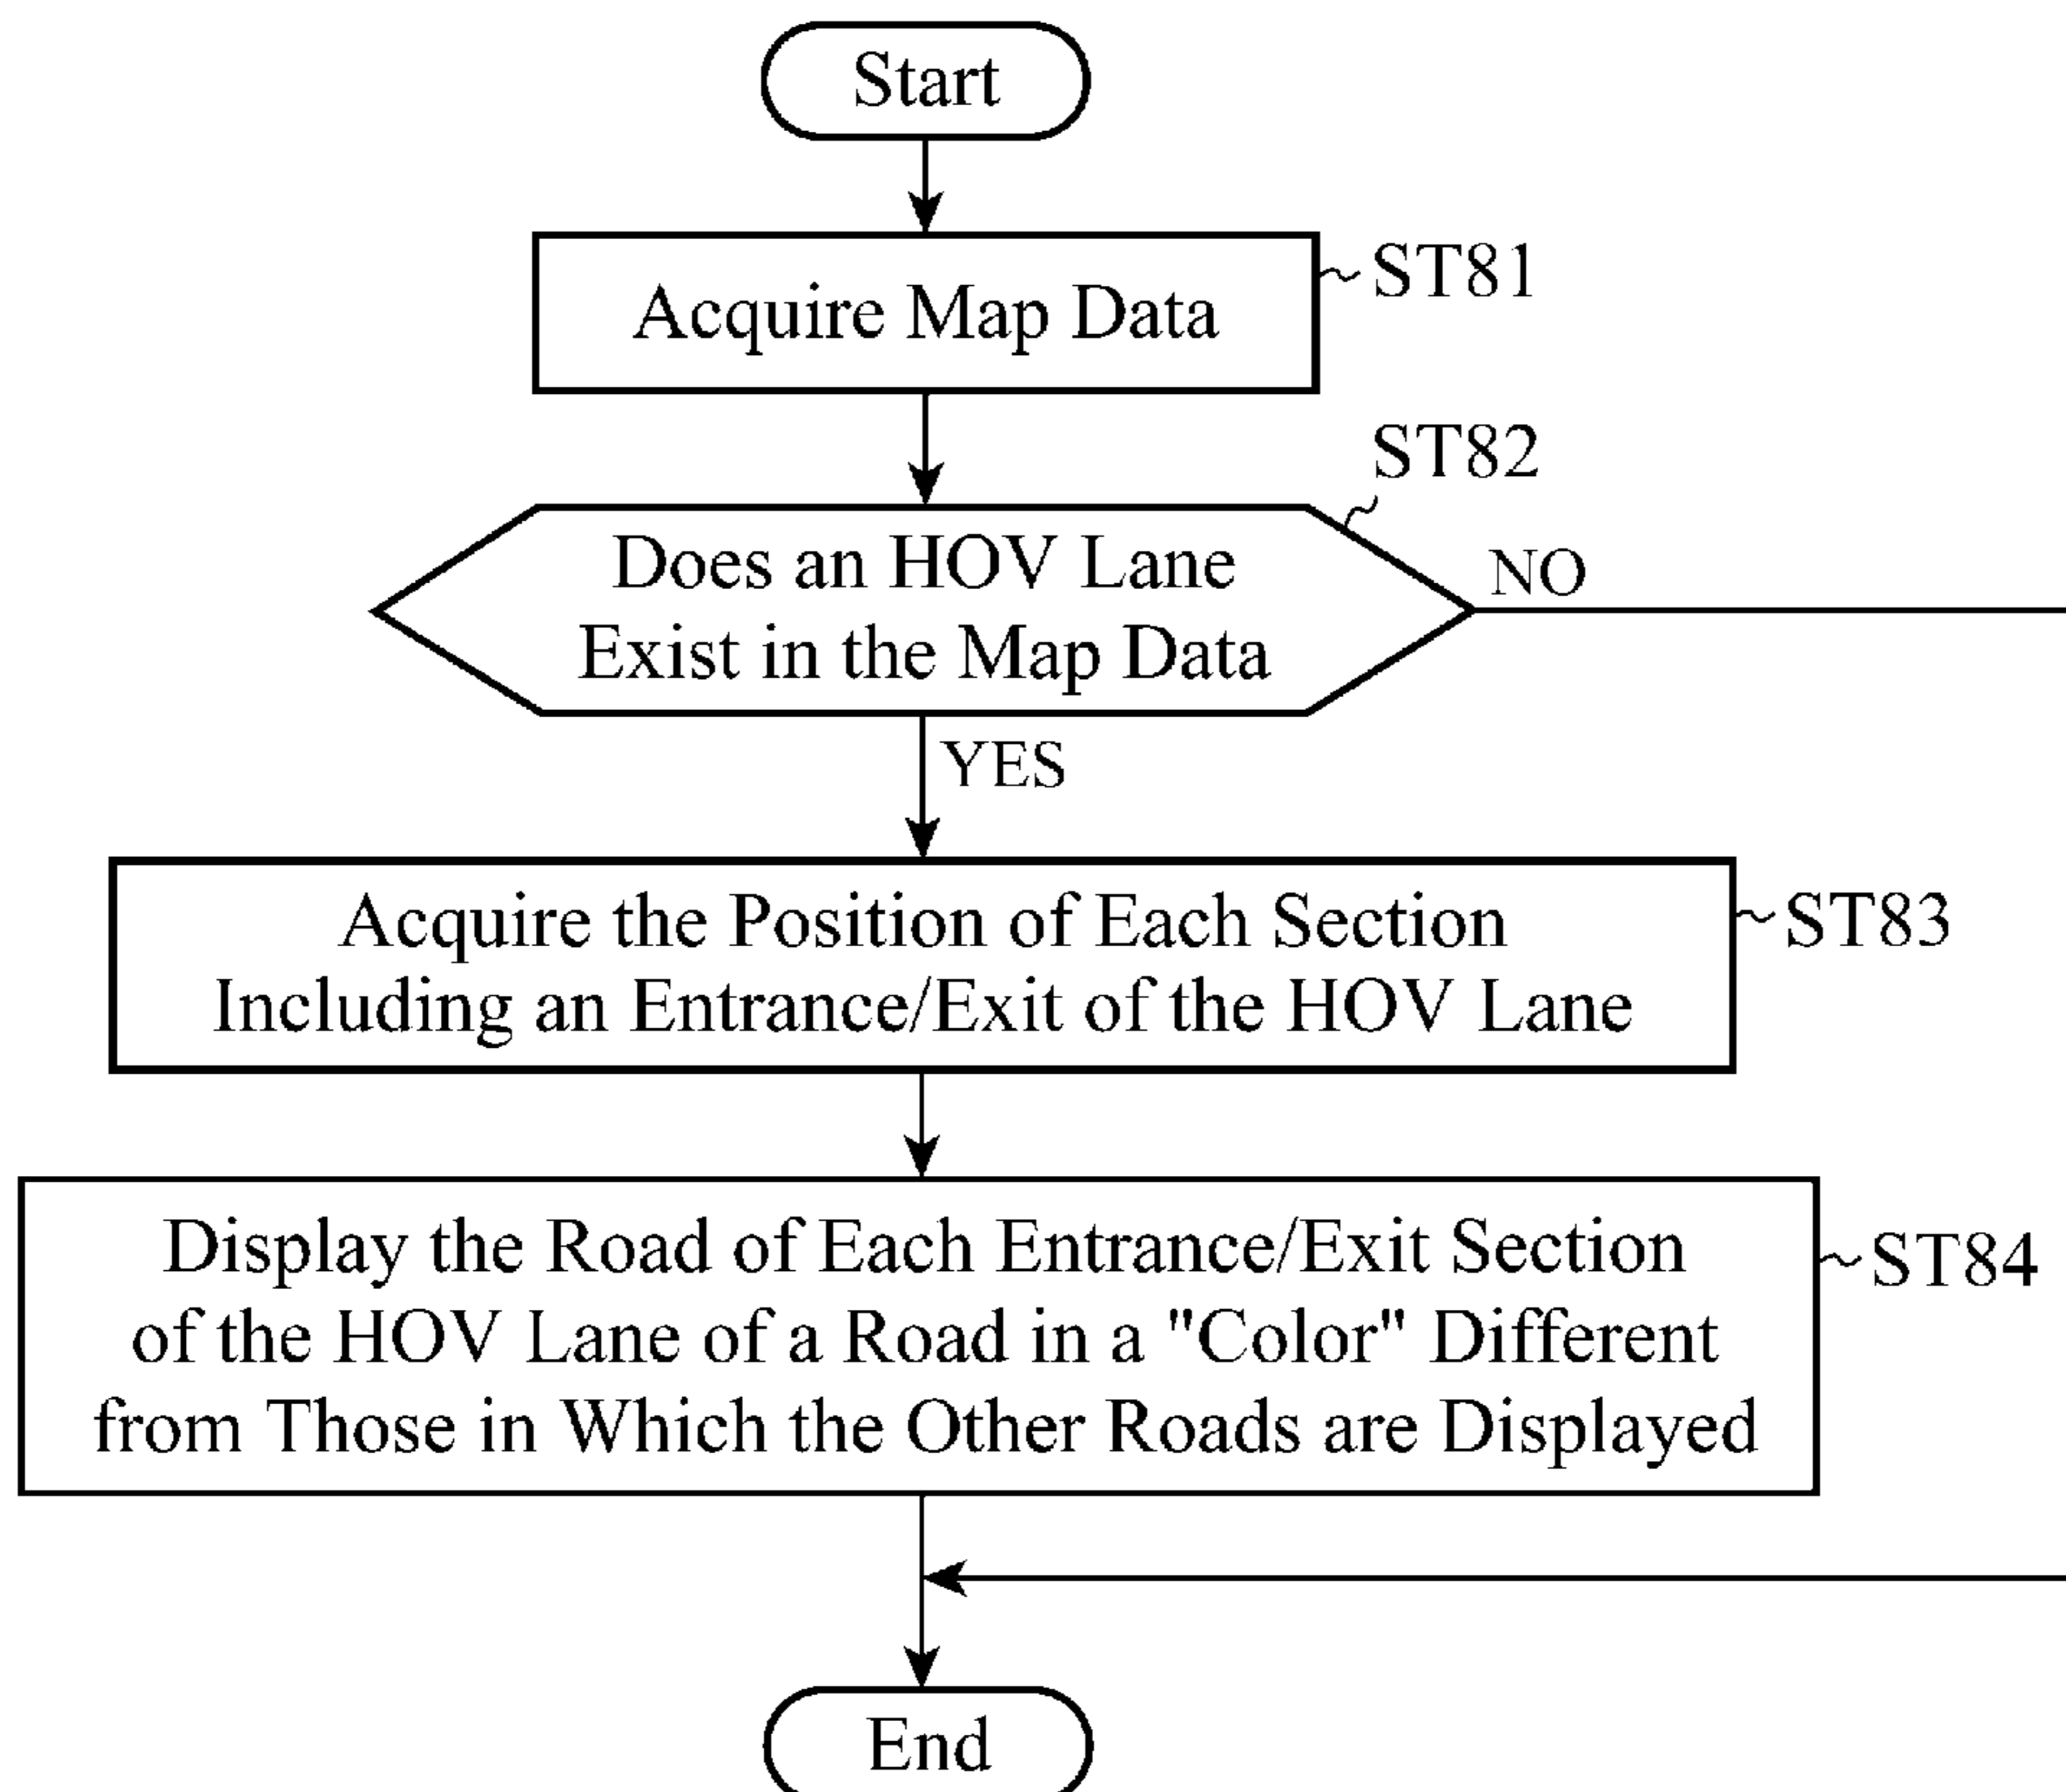 Start
Acquire Map Data
ST81
ST82
Does an HOV Lane
Exist in the Map Data
NO
YES
Acquire the Position of Each Section
Including an Entrance/Exit of the HOV Lane
ST83
Display the Road of Each Entrance/Exit Section
of the HOV Lane of a Road in a "Color" Different
from Those in Which the Other Roads are Displayed
ST84
End